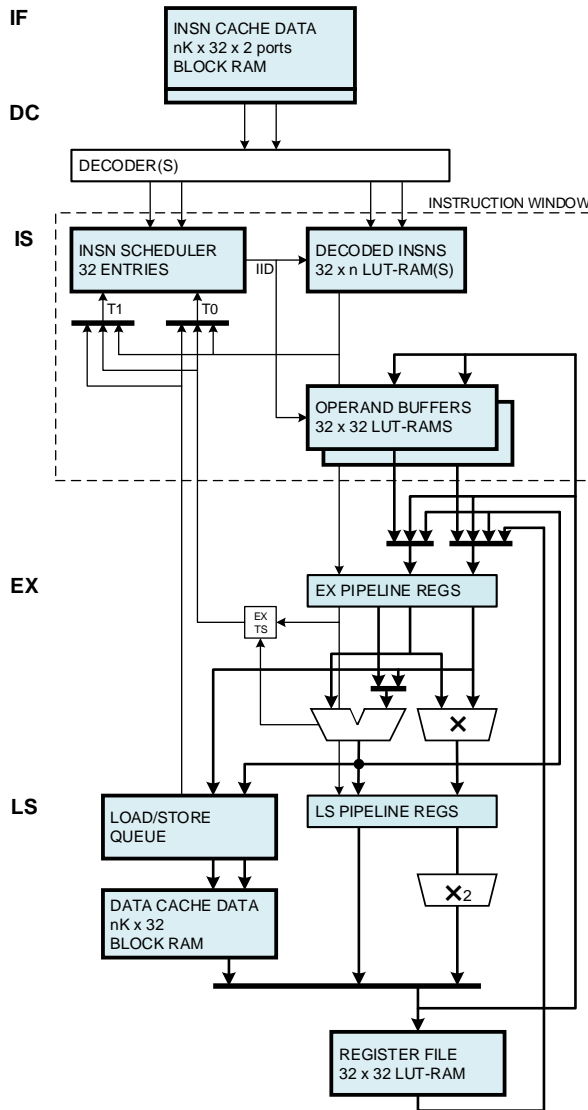 IF
INSN CACHE DATA
nK x 32 x 2 ports
BLOCK RAM
DC
DECODER(S)
INSTRUCTION WINDOW
IS
INSN SCHEDULER
32 ENTRIES
IID
DECODED INSNS
32 x n LUT-RAM(S)
T1
T0
OPERAND BUFFERS
32 x 32 LUT-RAMS
EX
EX PIPELINE REGS
EX
TS
×
LS
LOAD/STORE
QUEUE
LS PIPELINE REGS
DATA CACHE DATA
nK x 32
BLOCK RAM
×2
REGISTER FILE
32 x 32 LUT-RAM